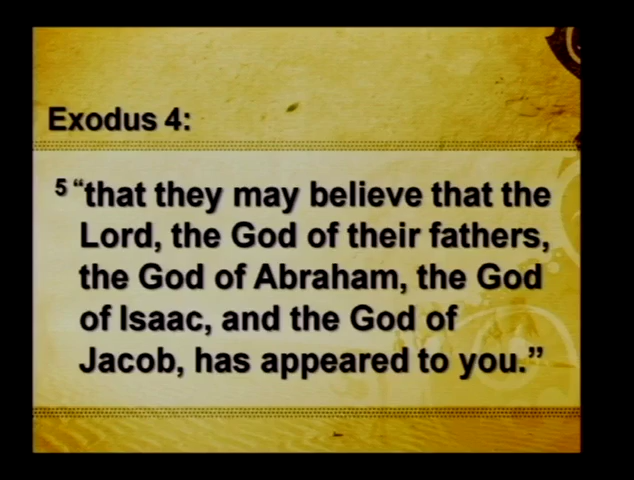 Exodus 4:
5 “that they may believe that the
Lord, the God of their fathers,
the God of Abraham, the God
of Isaac, and the God of
Jacob, has appeared to you.”